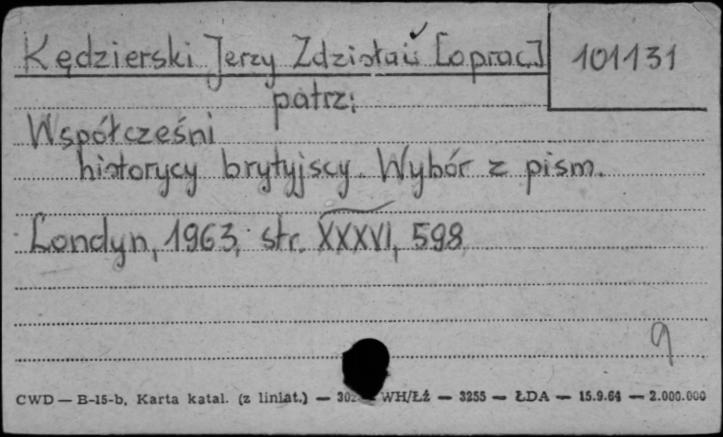 Kędzierski Jerzy Zdzisław [oprac.] 101131
patrz:
Współcześni
historycy brytyjscy. Wybór z pism.
Londyn, 1963, str. XXXVI, 598
9
CWD — B-15-b, Karta katal. (z liniat.) — WH/Łź — 3255 — ŁDA — 15.9.64 — 2.000.000